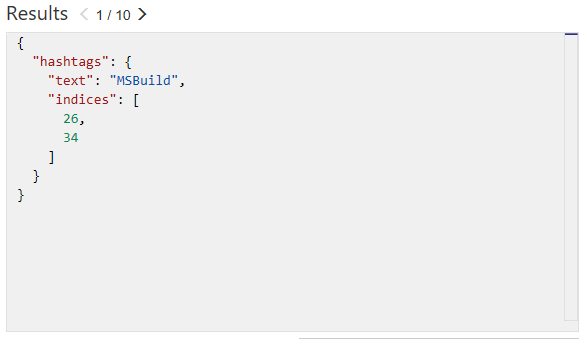 Results < 1 / 10 >
{
  "hashtags": {
    "text": "MSBuild",
    "indices": [
      26,
      34
    ]
  }
}